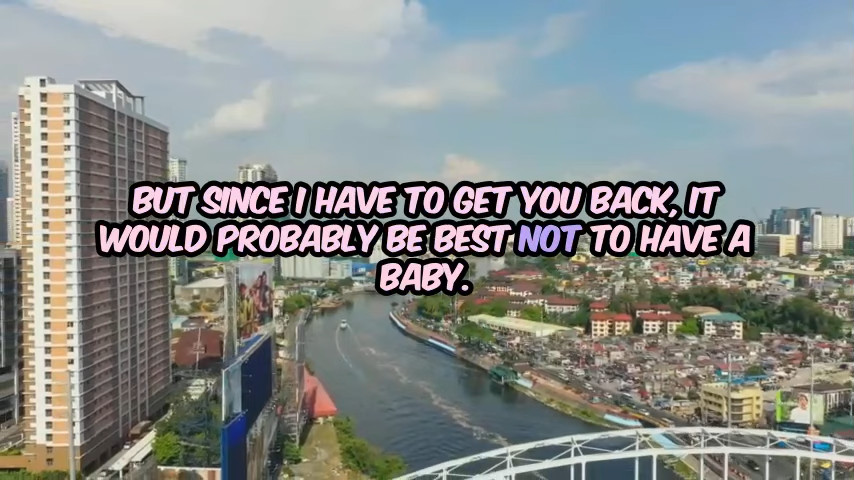 BUT SINCE I HAVE TO GET YOU BACK, IT
WOULD PROBABLY BE BEST NOT TO HAVE A
BABY.